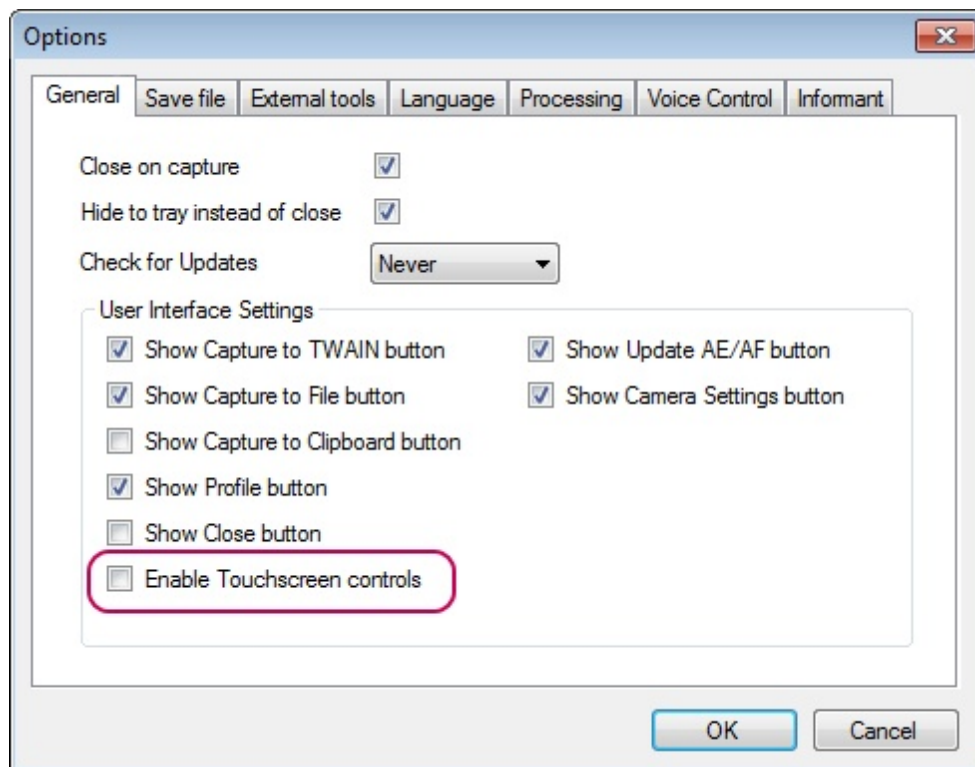 Options
General Save file External tools Language Processing Voice Control Informant
Close on capture
Hide to tray instead of close
Check for Updates Never
User Interface Settings
Show Capture to TWAIN button Show Update AE/AF button
Show Capture to File button Show Camera Settings button
Show Capture to Clipboard button
Show Profile button
Show Close button
Enable Touchscreen controls
OK Cancel